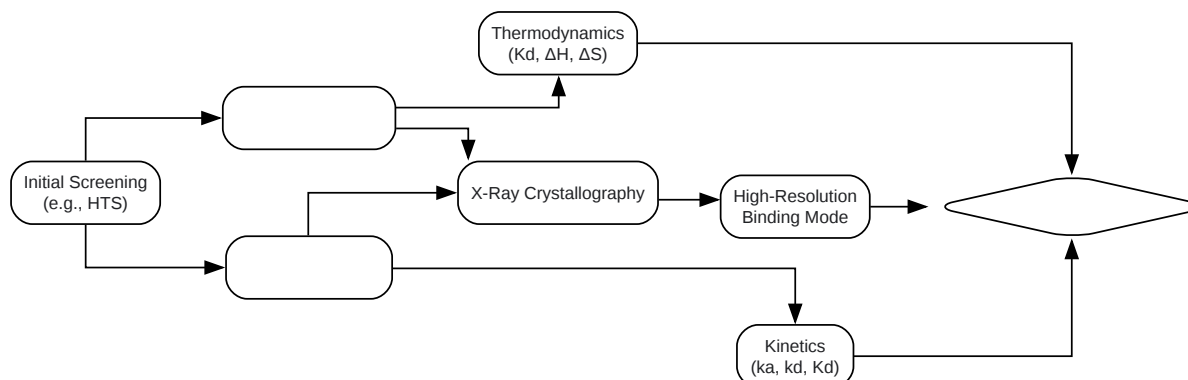 Thermodynamics
(Kd, ΔH, ΔS)
Initial Screening
(e.g., HTS)
X-Ray Crystallography
High-Resolution
Binding Mode
Kinetics
(ka, kd, Kd)